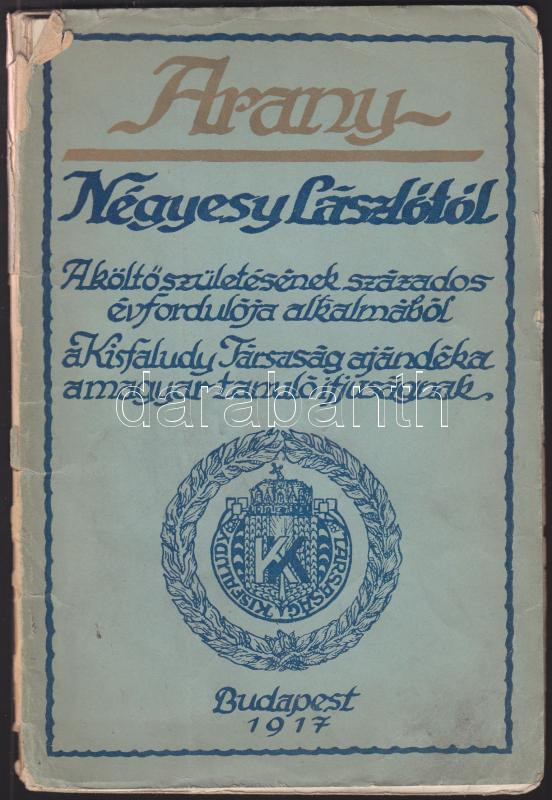 Arany
Négyesy Lászlótól
A költő születésének százados
évfordulója alkalmából
a Kisfaludy Társaság ajándéka
a magyar tanuló ifjúságnak.
darabanth
KISFALUDY TÁRSASÁG
KK
Budapest
1917